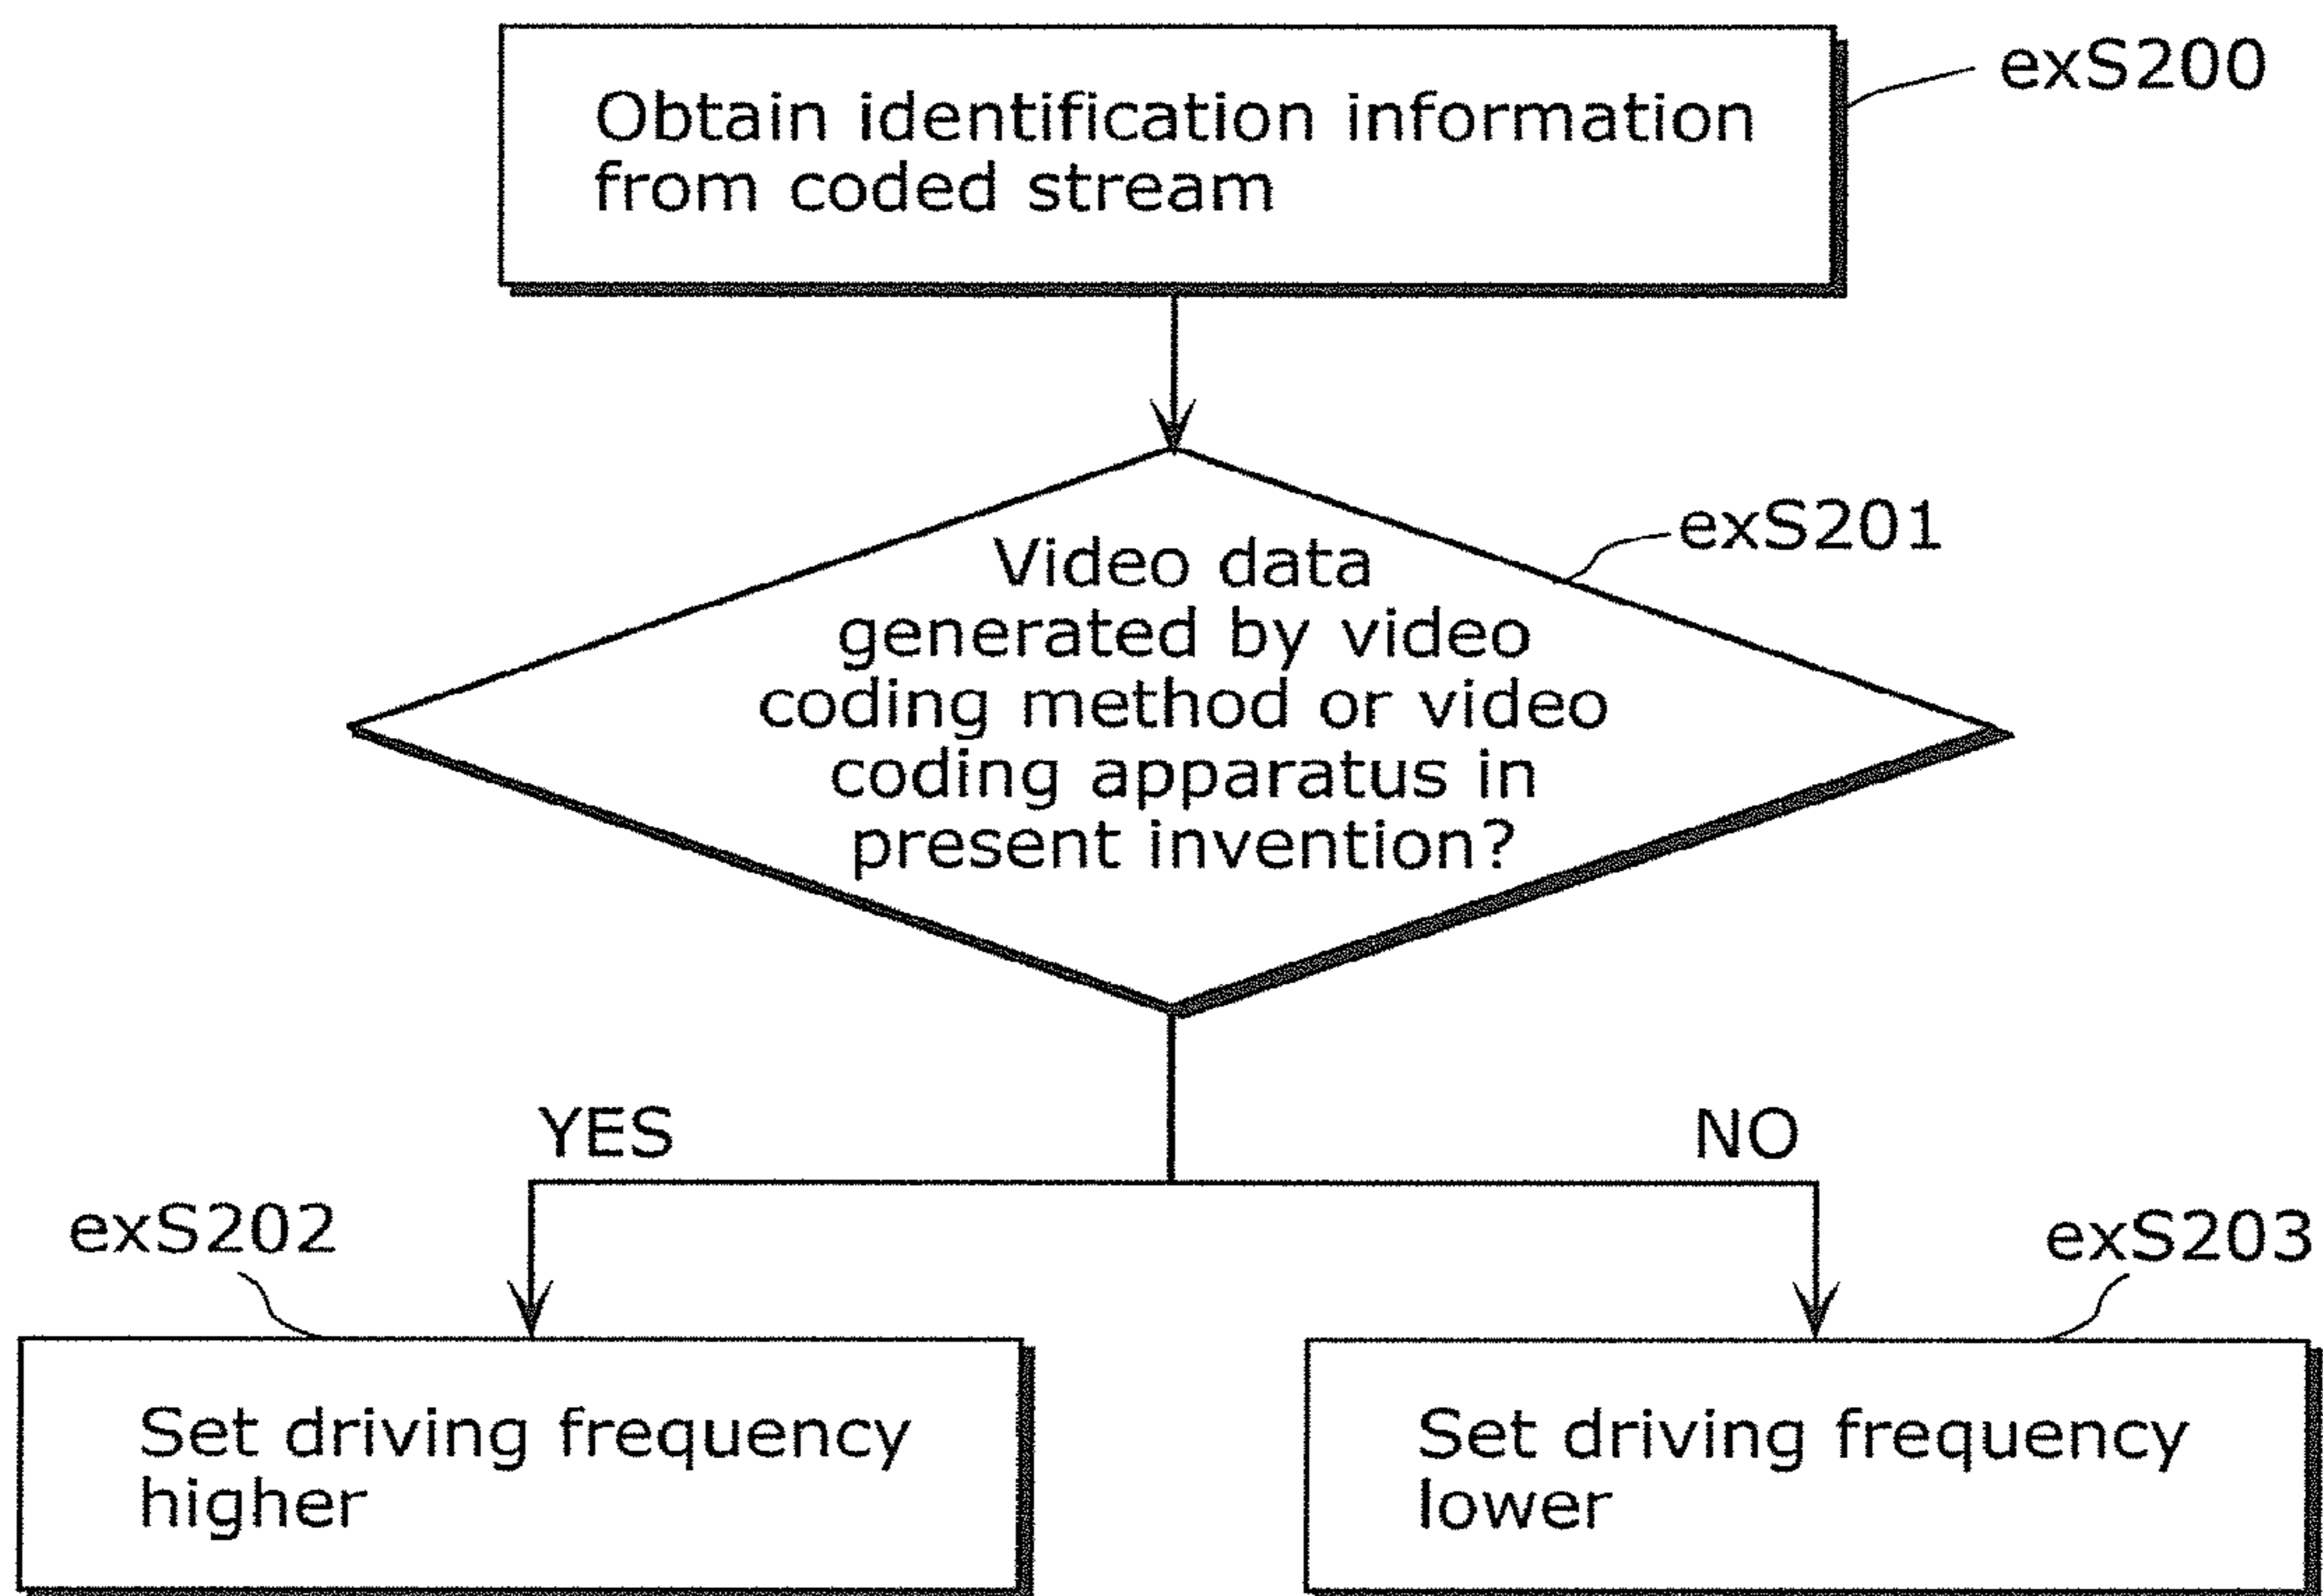 Obtain identification information
from coded stream
exS200
exS201
Video data
generated by video
coding method or video
coding apparatus in
present invention?
YES
NO
exS202
exS203
Set driving frequency
higher
Set driving frequency
lower